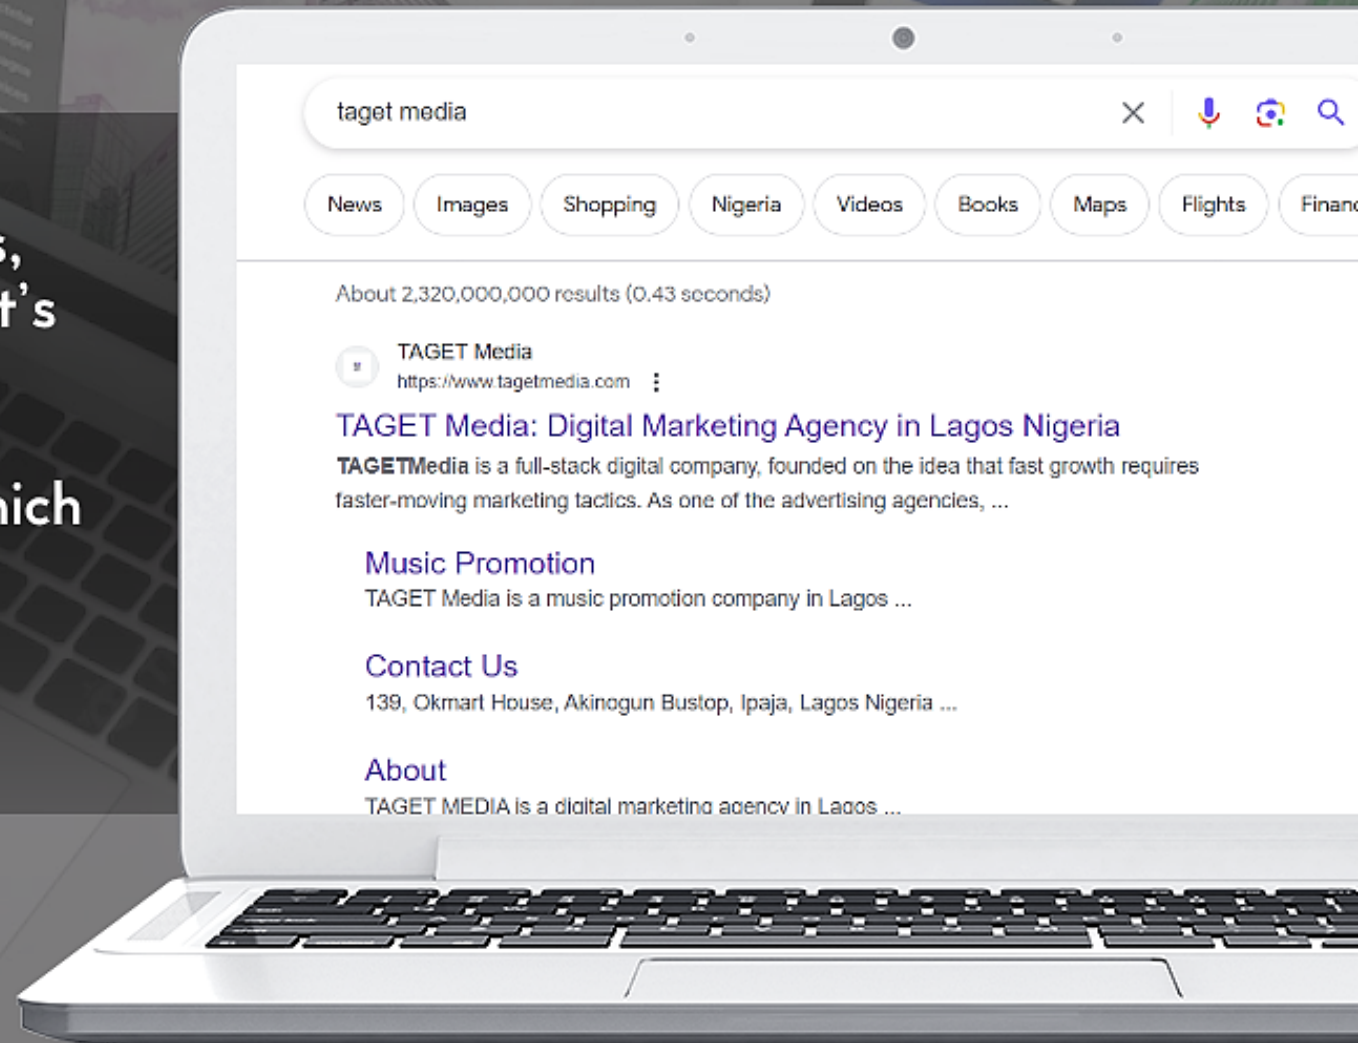 s,
t's
hich
taget media
News Images Shopping Nigeria Videos Books Maps Flights Financ
About 2,320,000,000 results (0.43 seconds)
TAGET Media
https://www.tagetmedia.com
TAGET Media: Digital Marketing Agency in Lagos Nigeria
TAGETMedia is a full-stack digital company, founded on the idea that fast growth requires
faster-moving marketing tactics. As one of the advertising agencies, ...
Music Promotion
TAGET Media is a music promotion company in Lagos ...
Contact Us
139, Okmart House, Akinogun Bustop, Ipaja, Lagos Nigeria ...
About
TAGET MEDIA is a digital marketing agency in Lagos ...